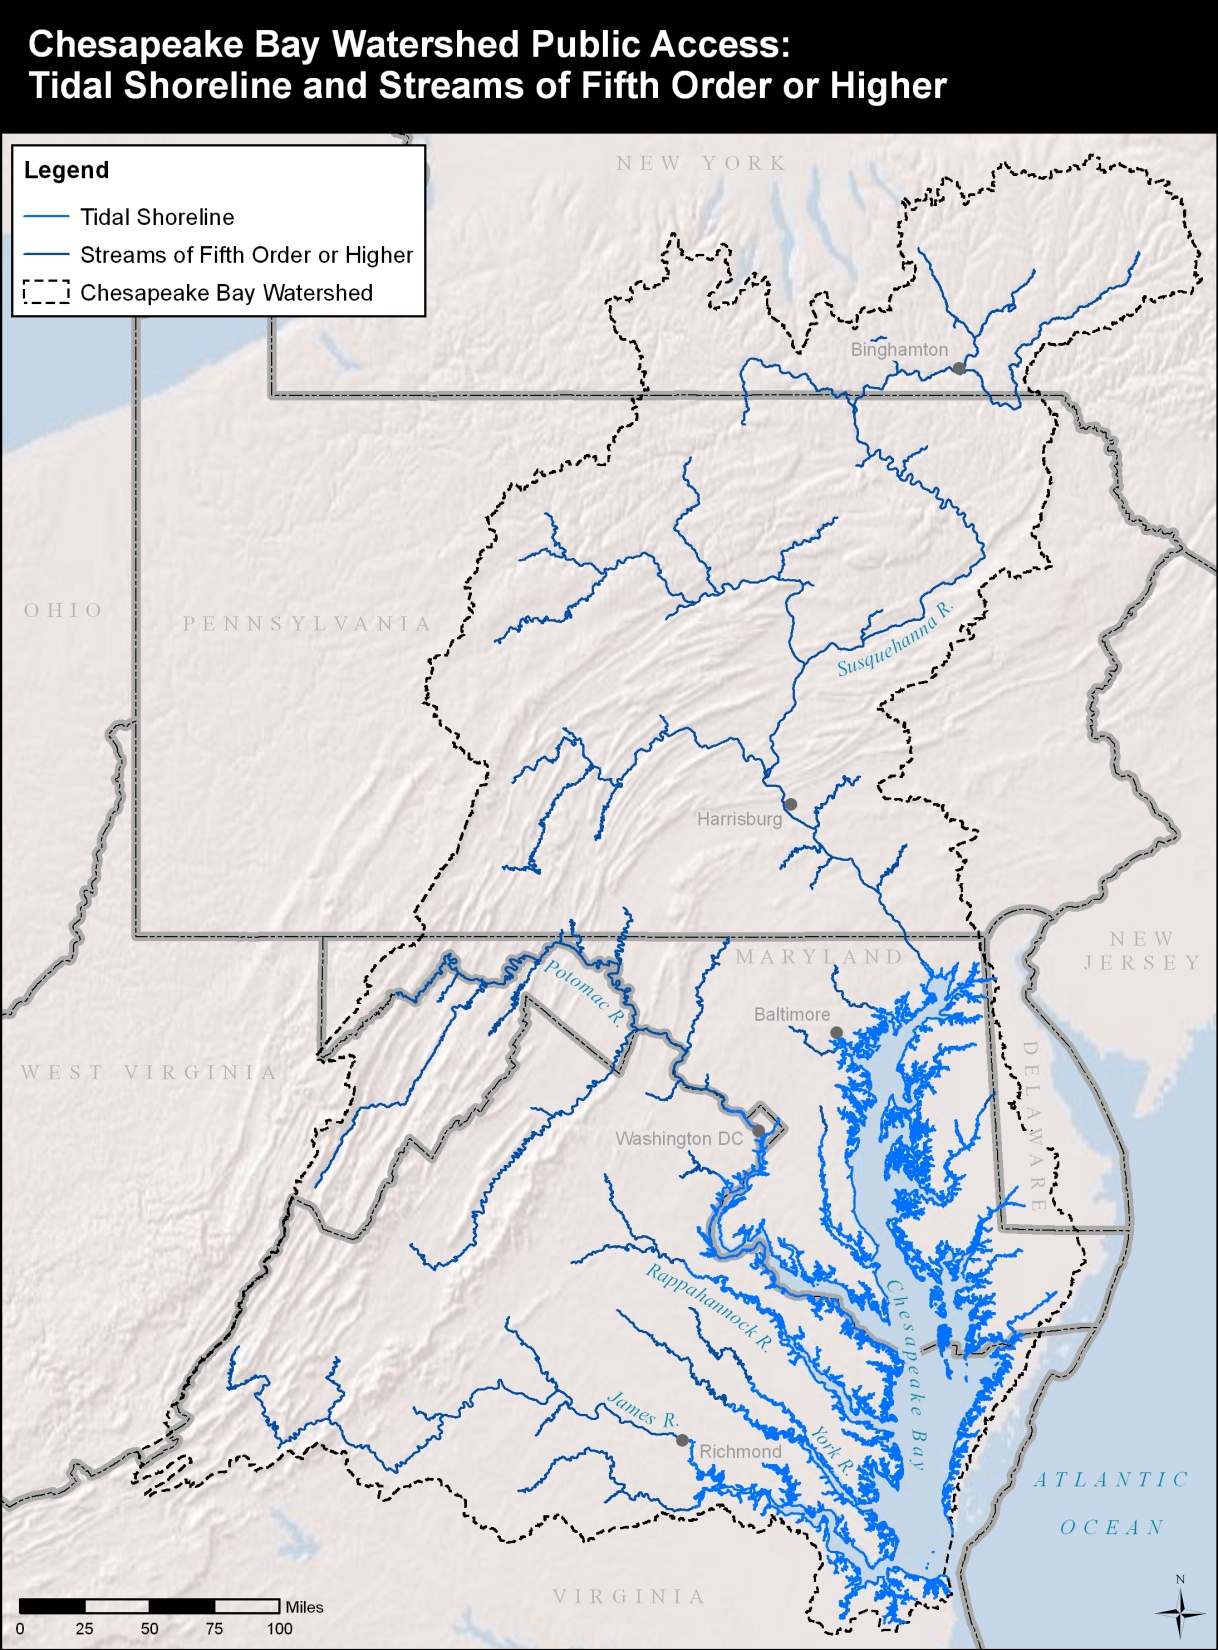 Chesapeake Bay Watershed Public Access:
Tidal Shoreline and Streams of Fifth Order or Higher
Legend
Tidal Shoreline
Streams of Fifth Order or Higher
Chesapeake Bay Watershed
NEW YORK
Binghamton
OHIO
PENNSYLVANIA
Susquehanna R.
Harrisburg
MARYLAND
NEW
JERSEY
Potomac R.
Baltimore
WEST VIRGINIA
DELAWARE
Washington DC
Rappahannock R.
Chesapeake Bay
James R.
York R.
Richmond
ATLANTIC
OCEAN
VIRGINIA
N
Miles
0 25 50 75 100